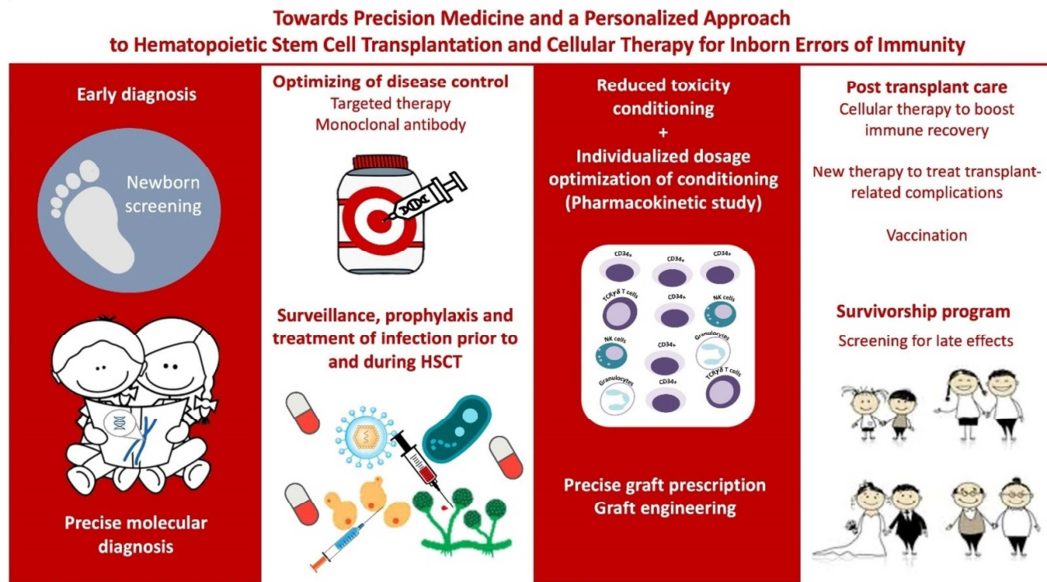 Towards Precision Medicine and a Personalized Approach
to Hematopoietic Stem Cell Transplantation and Cellular Therapy for Inborn Errors of Immunity
Early diagnosis
Newborn
screening
Precise molecular
diagnosis
Optimizing of disease control
Targeted therapy
Monoclonal antibody
Surveillance, prophylaxis and
treatment of infection prior to
and during HSCT
Reduced toxicity
conditioning
+
Individualized dosage
optimization of conditioning
(Pharmacokinetic study)
CD34+
CD34+
CD34+
TCRγδ T cells
CD34+
NK cells
NK cells
CD34+
Granulocytes
Granulocytes
CD34+
TCRγδ T cells
Precise graft prescription
Graft engineering
Post transplant care
Cellular therapy to boost
immune recovery
New therapy to treat transplant-
related complications
Vaccination
Survivorship program
Screening for late effects